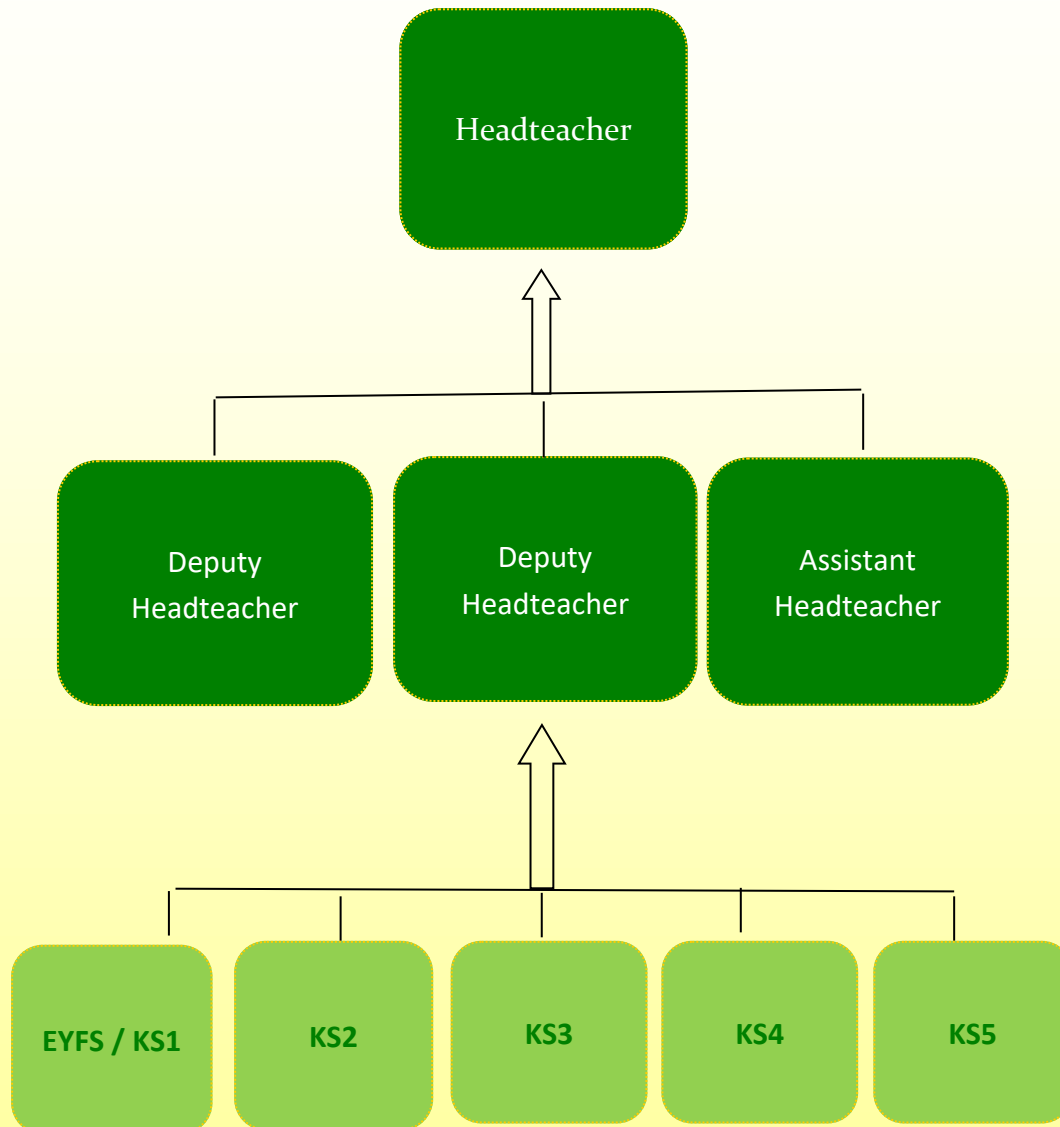 Headteacher
Deputy
Headteacher
Deputy
Headteacher
Assistant
Headteacher
EYFS / KS1
KS2
KS3
KS4
KS5